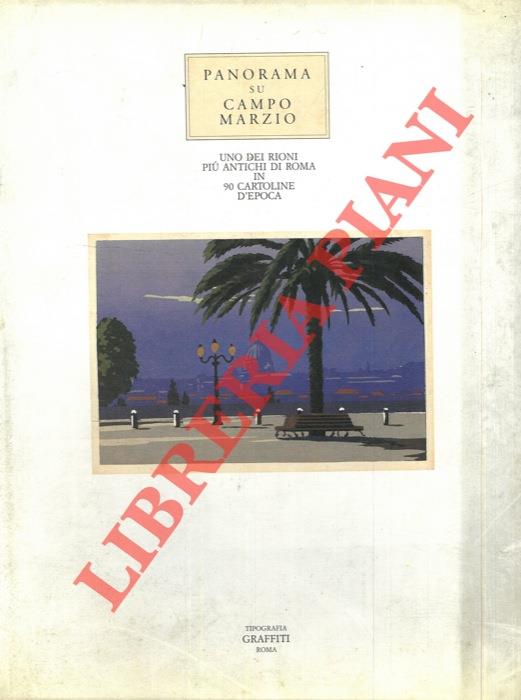 PANORAMA
SU
CAMPO
MARZIO
UNO DEI RIONI
PIÚ ANTICHI DI ROMA
IN
90 CARTOLINE
D'EPOCA
LIBRERIA PIANI
TIPOGRAFIA
GRAFFITI
ROMA